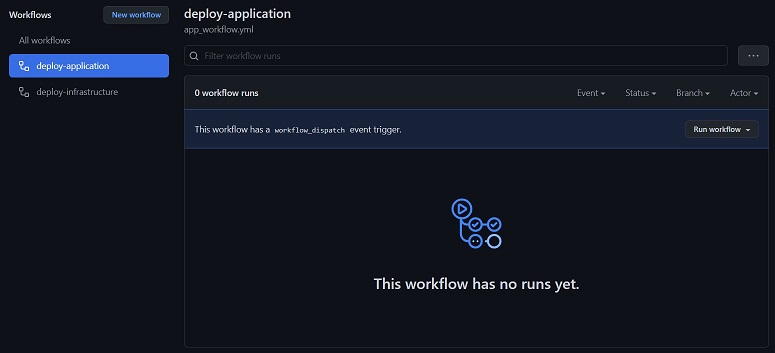 Workflows
New workflow
All workflows
deploy-application
deploy-infrastructure
deploy-application
app_workflow.yml
Filter workflow runs
0 workflow runs
Event Status Branch Actor
This workflow has a workflow_dispatch event trigger.
Run workflow
This workflow has no runs yet.